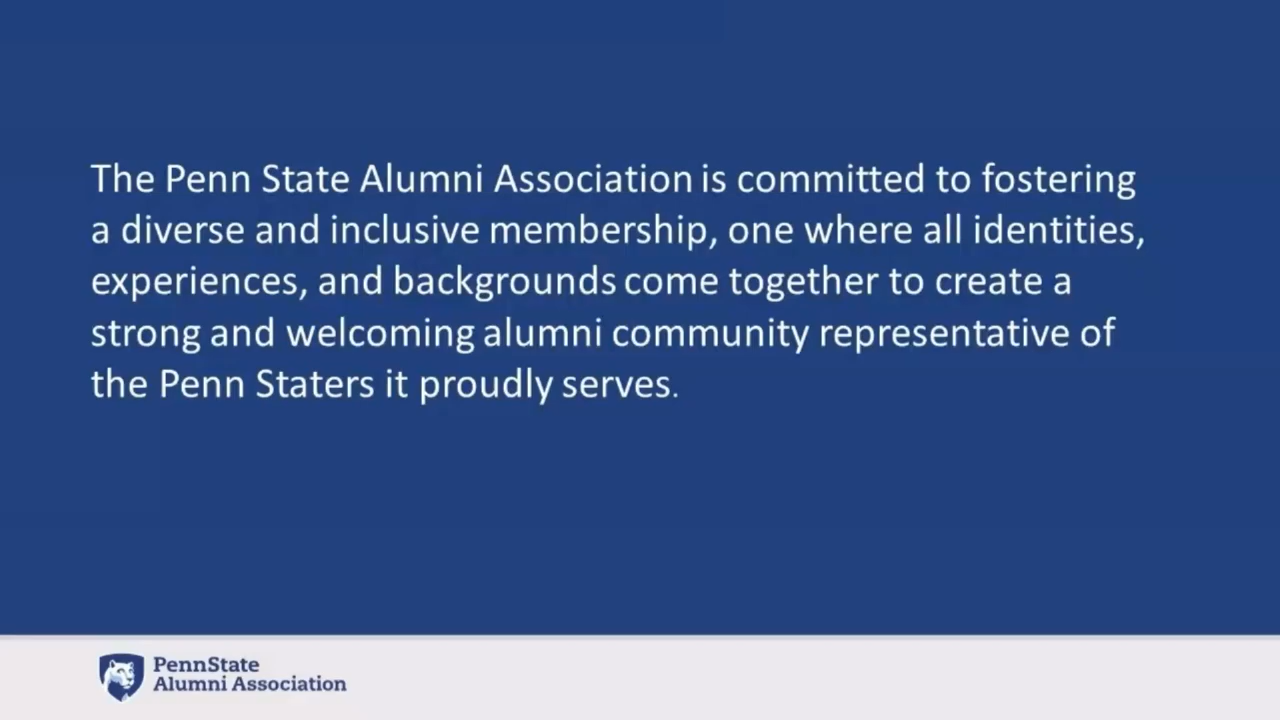 The Penn State Alumni Association is committed to fostering
a diverse and inclusive membership, one where all identities,
experiences, and backgrounds come together to create a
strong and welcoming alumni community representative of
the Penn Staters it proudly serves.
PennState
Alumni Association